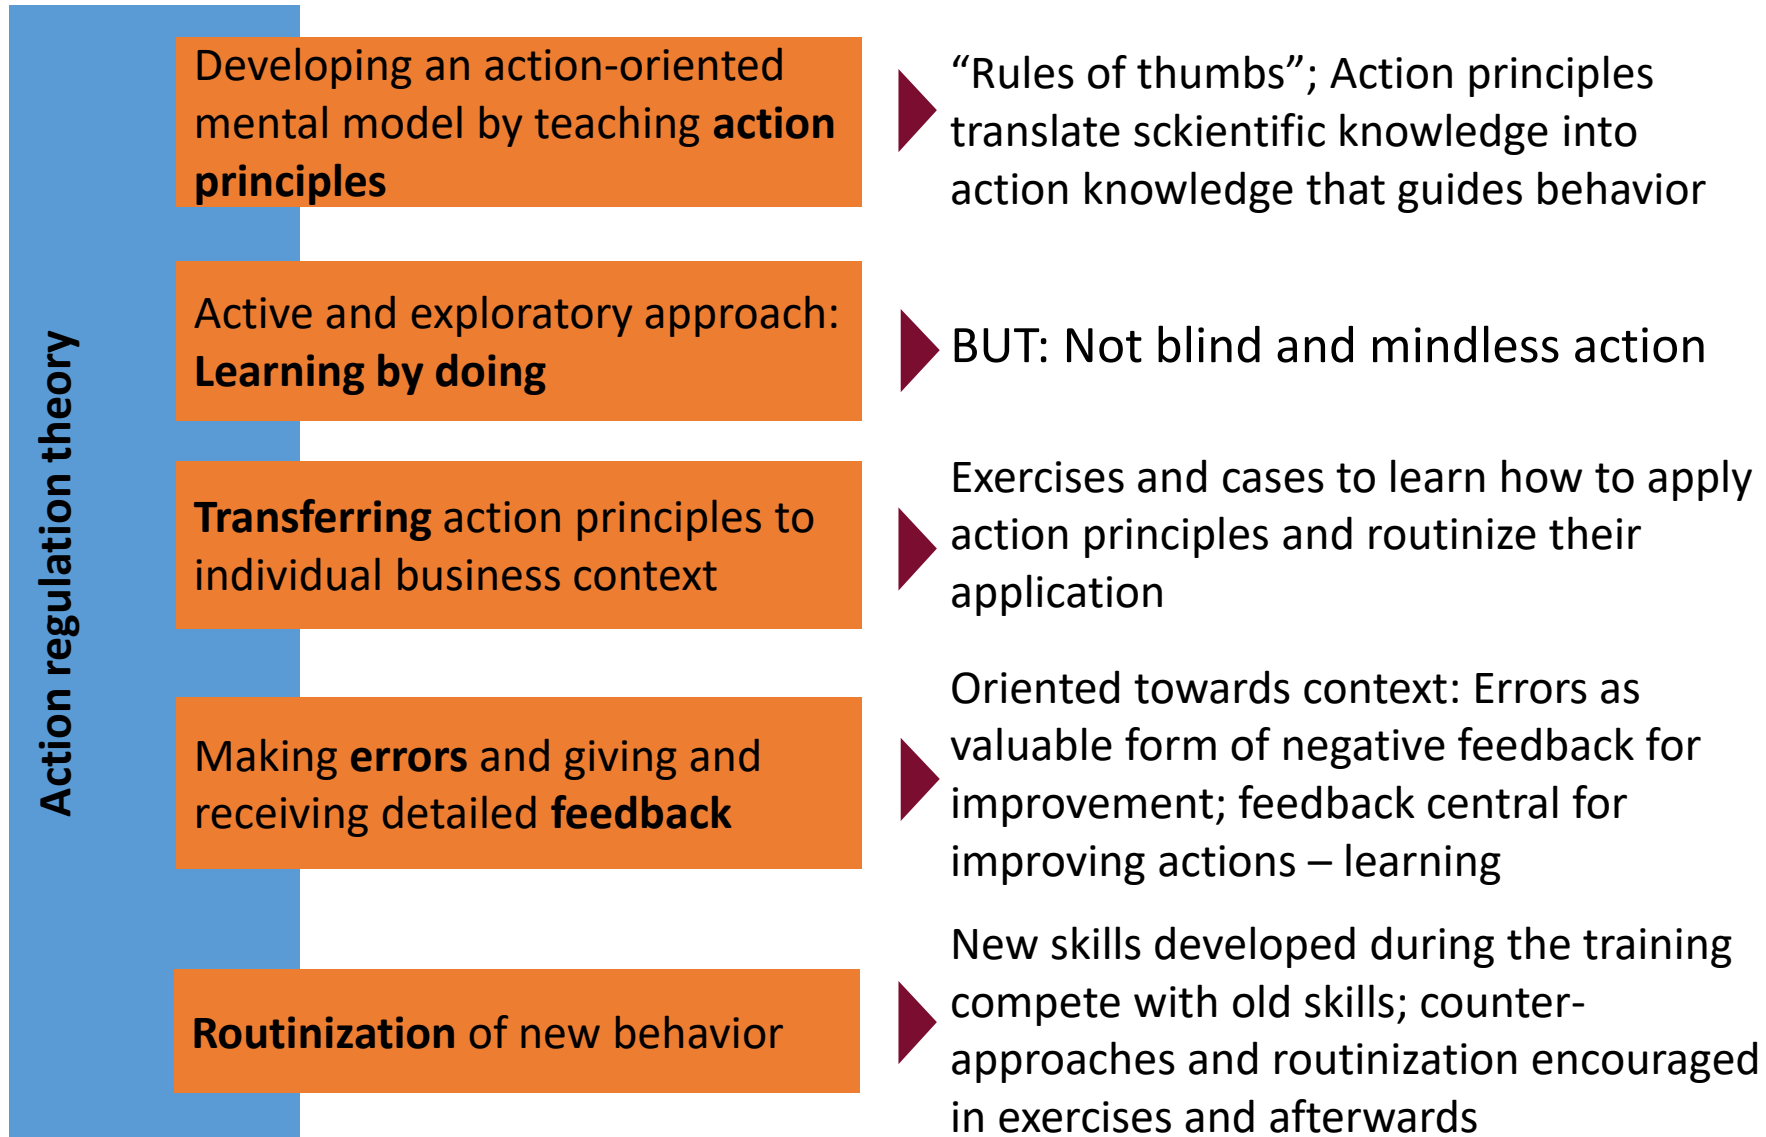 Action regulation theory
Developing an action-oriented
mental model by teaching action
principles
“Rules of thumbs”; Action principles
translate sckientific knowledge into
action knowledge that guides behavior
Active and exploratory approach:
Learning by doing
BUT: Not blind and mindless action
Transferring action principles to
individual business context
Exercises and cases to learn how to apply
action principles and routinize their
application
Making errors and giving and
receiving detailed feedback
Oriented towards context: Errors as
valuable form of negative feedback for
improvement; feedback central for
improving actions – learning
Routinization of new behavior
New skills developed during the training
compete with old skills; counter-
approaches and routinization encouraged
in exercises and afterwards